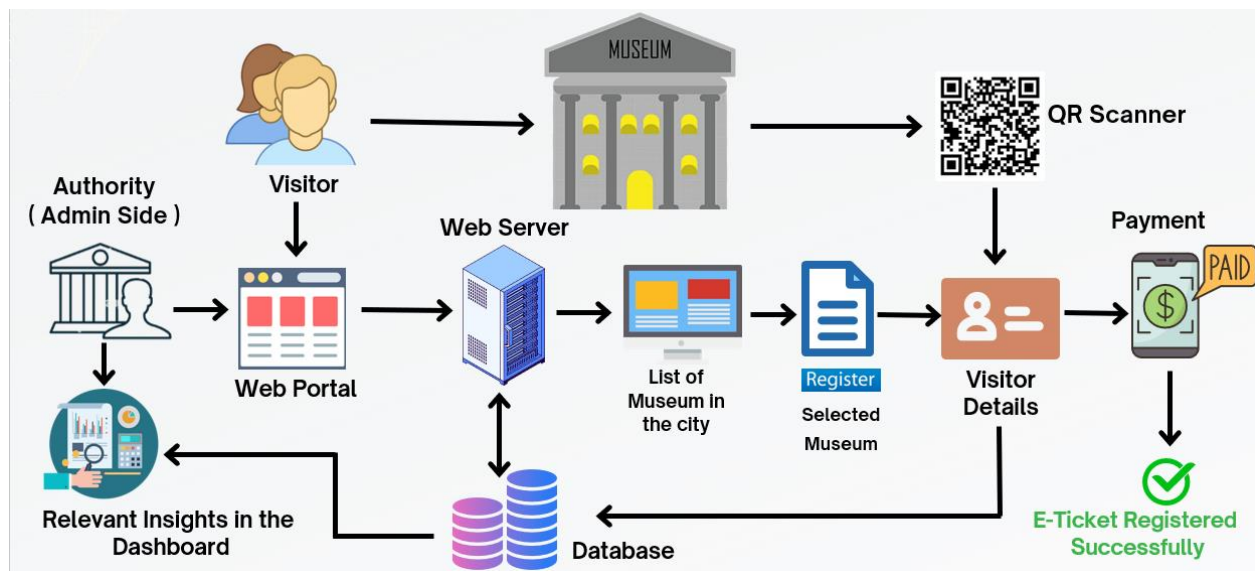 MUSEUM
QR Scanner
Visitor
Authority
( Admin Side )
Web Server
Payment
PAID
$
Web Portal
List of
Museum in
the city
Register
Selected
Museum
Visitor
Details
Relevant Insights in the
Dashboard
Database
E-Ticket Registered
Successfully